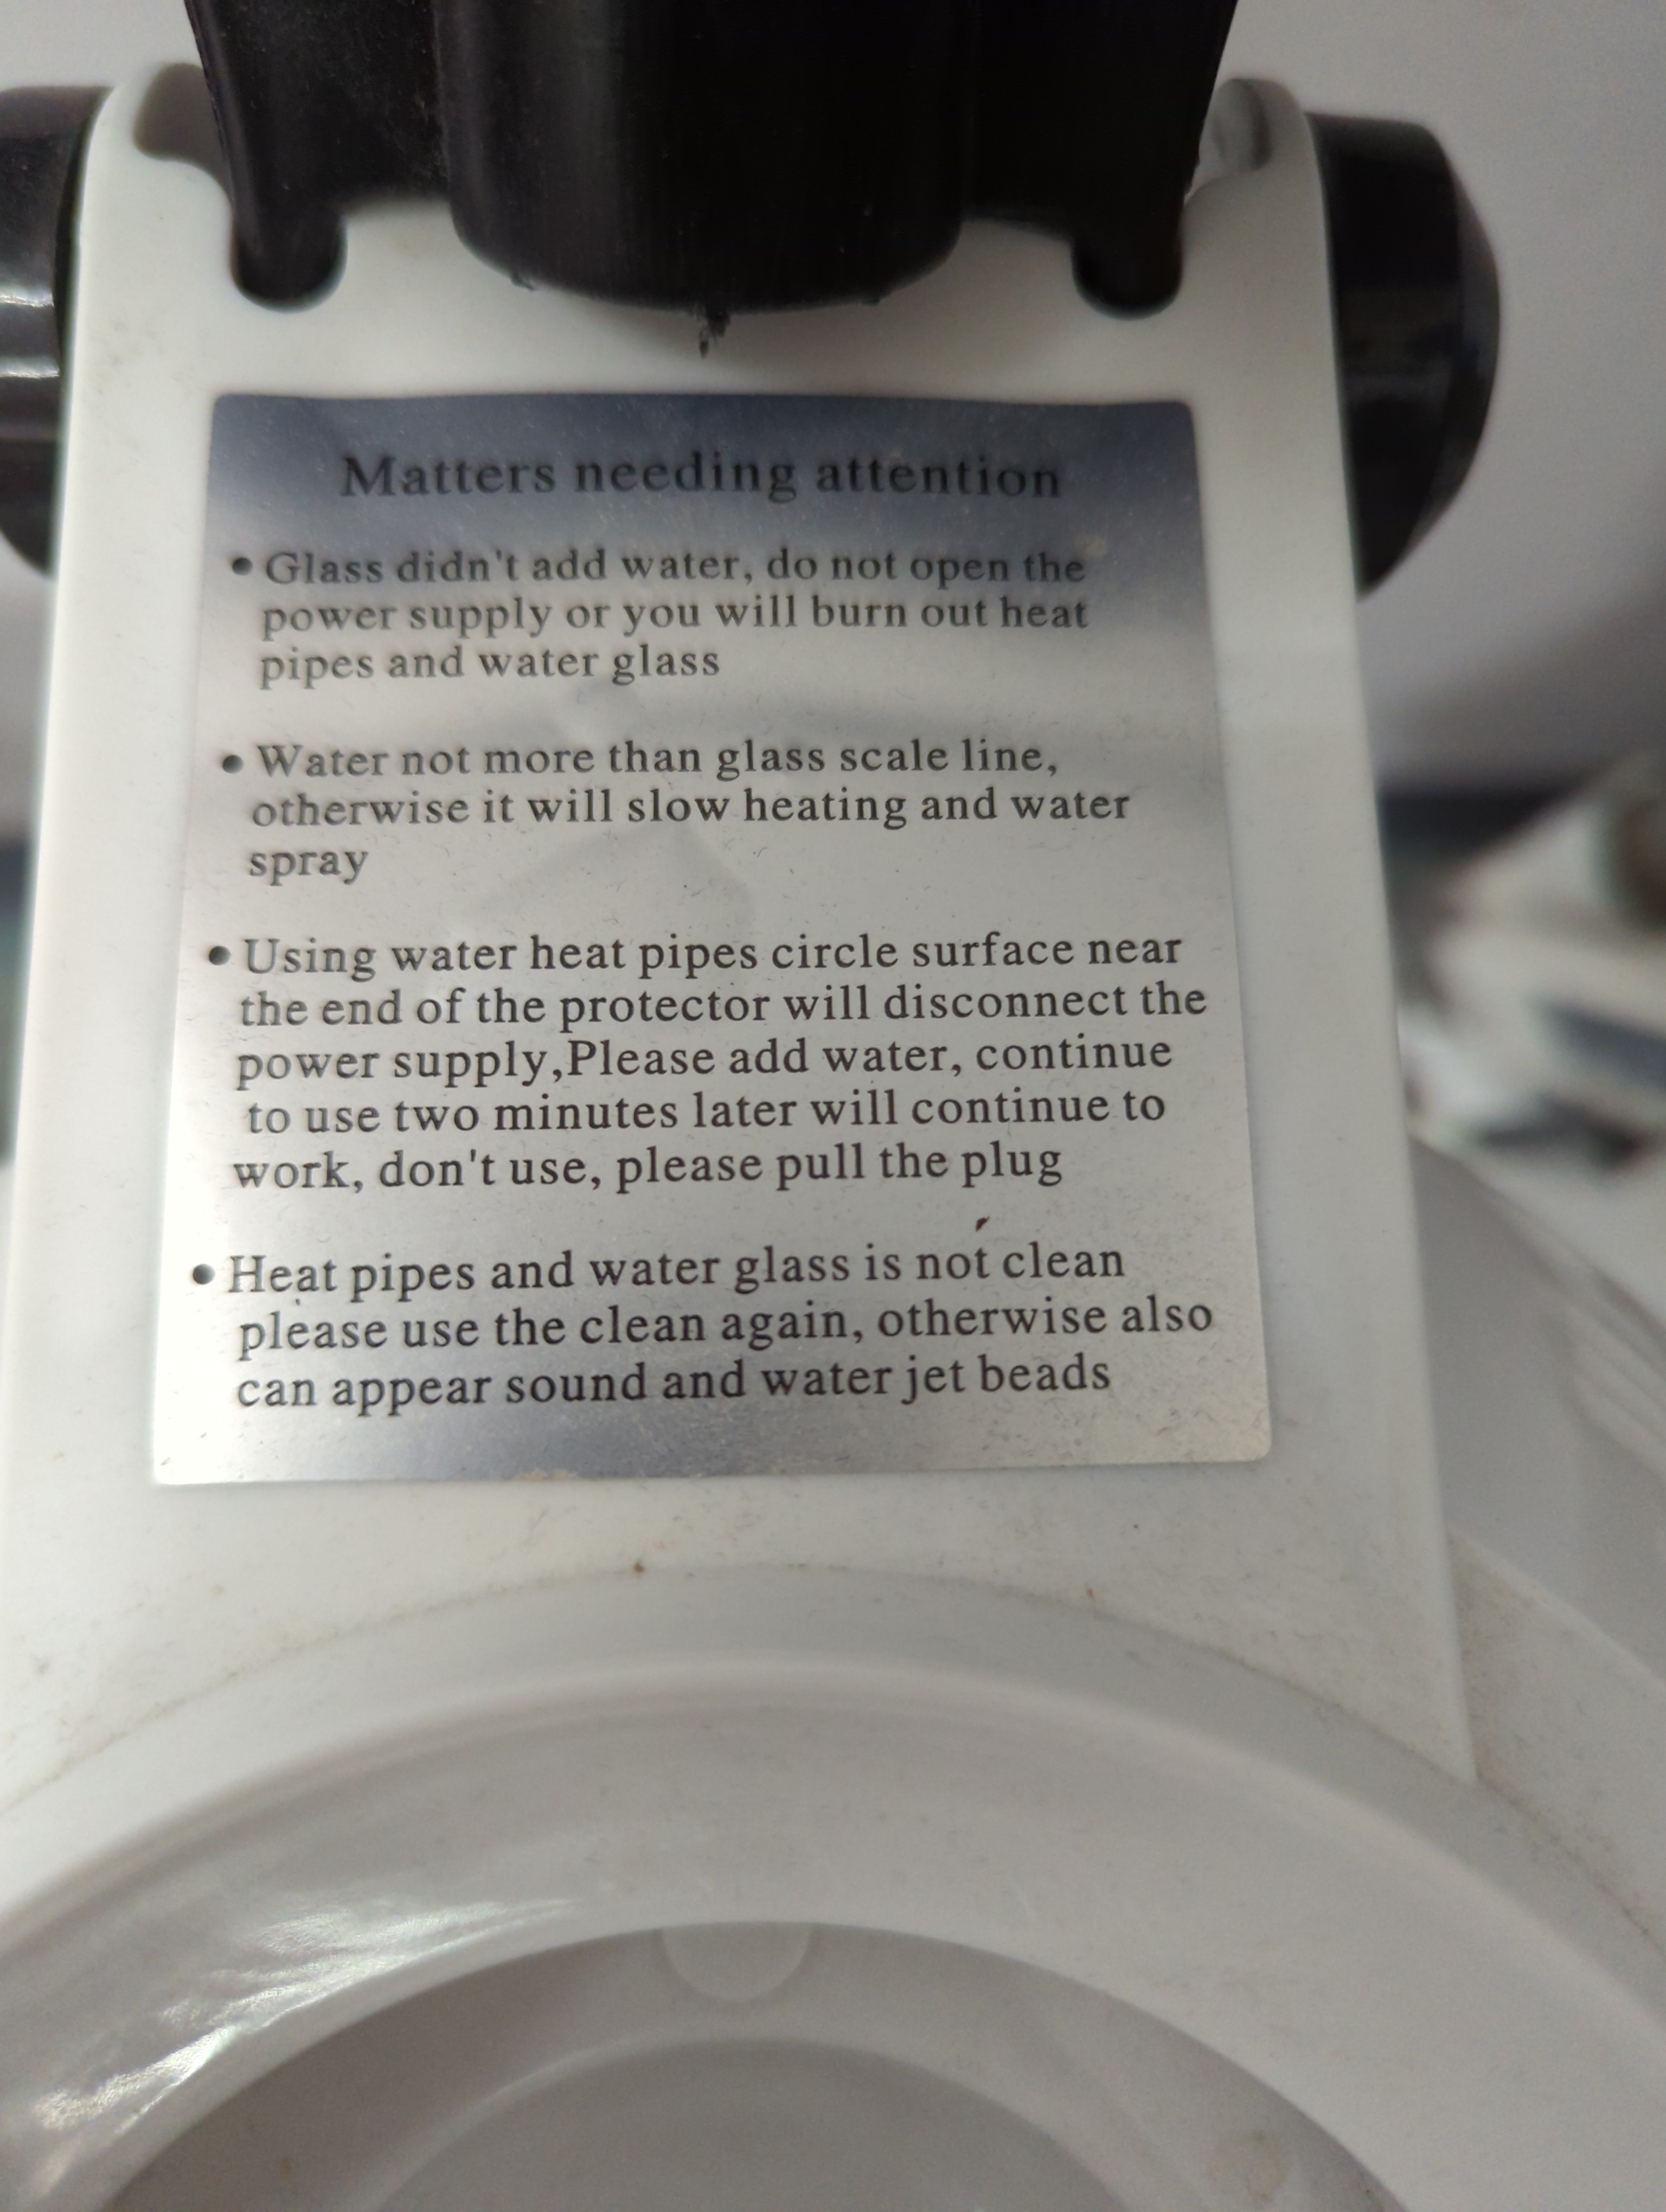 Matters needing attention
• Glass didn't add water, do not open the
power supply or you will burn out heat
pipes and water glass
• Water not more than glass scale line,
otherwise it will slow heating and water
spray
• Using water heat pipes circle surface near
the end of the protector will disconnect the
power supply,Please add water, continue
to use two minutes later will continue to
work, don't use, please pull the plug
• Heat pipes and water glass is not clean
please use the clean again, otherwise also
can appear sound and water jet beads